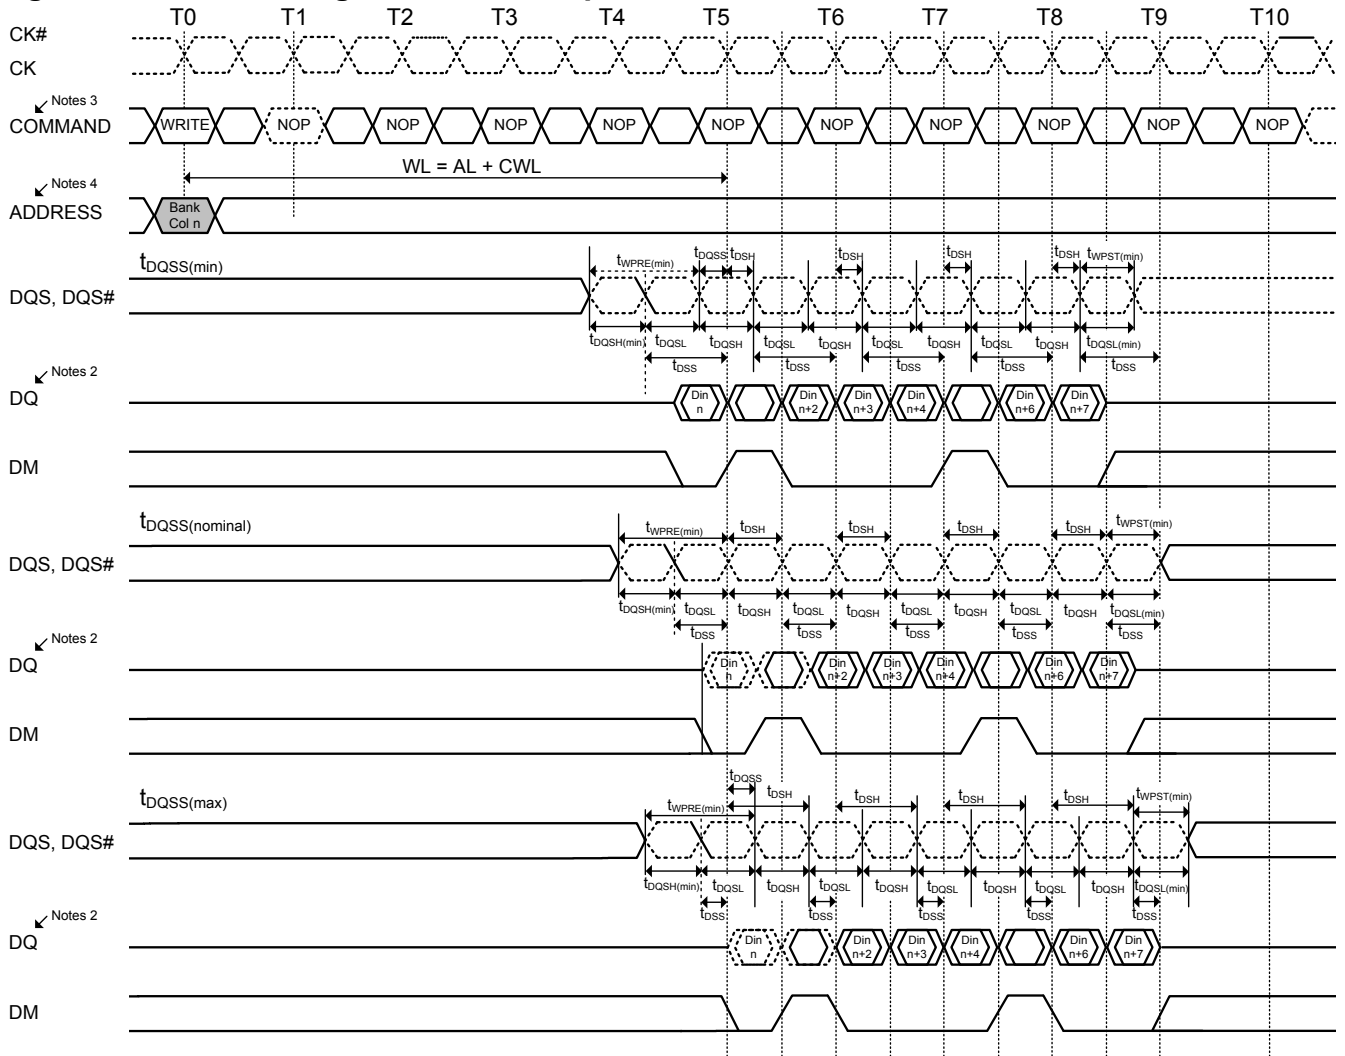 T0 T1 T2 T3 T4 T5 T6 T7 T8 T9 T10
CK#
CK
Notes 3
COMMAND WRITE NOP NOP NOP NOP NOP NOP NOP NOP NOP NOP
WL = AL + CWL
Notes 4
ADDRESS
Bank
Col n
tDQSS(min)
tWPRE(min) tDQSS tDSH tDSH tDSH tDSH tWPST(min)
DQS, DQS#
tDQSH(min) tDQSL tDQSH tDQSL tDQSH tDQSL tDQSH tDQSL tDQSH tDQSL(min)
tDSS tDSS tDSS tDSS tDSS
Notes 2
DQ
Din Din Din Din Din Din
n n+2 n+3 n+4 n+6 n+7
DM
tDQSS(nominal)
tWPRE(min) tDSH tDSH tDSH tDSH tWPST(min)
DQS, DQS#
tDQSH(min) tDQSL tDQSH tDQSL tDQSH tDQSL tDQSH tDQSL tDQSH tDQSL(min)
tDSS tDSS tDSS tDSS tDSS
Notes 2
DQ
Din Din Din Din Din Din
n n+2 n+3 n+4 n+6 n+7
DM
tDQSS
tDQSS(max)
tWPRE(min) tDSH tDSH tDSH tDSH tWPST(min)
DQS, DQS#
tDQSH(min) tDQSL tDQSH tDQSL tDQSH tDQSL tDQSH tDQSL tDQSH tDQSL(min)
tDSS tDSS tDSS tDSS tDSS
Notes 2
DQ
Din Din Din Din Din Din
n n+2 n+3 n+4 n+6 n+7
DM